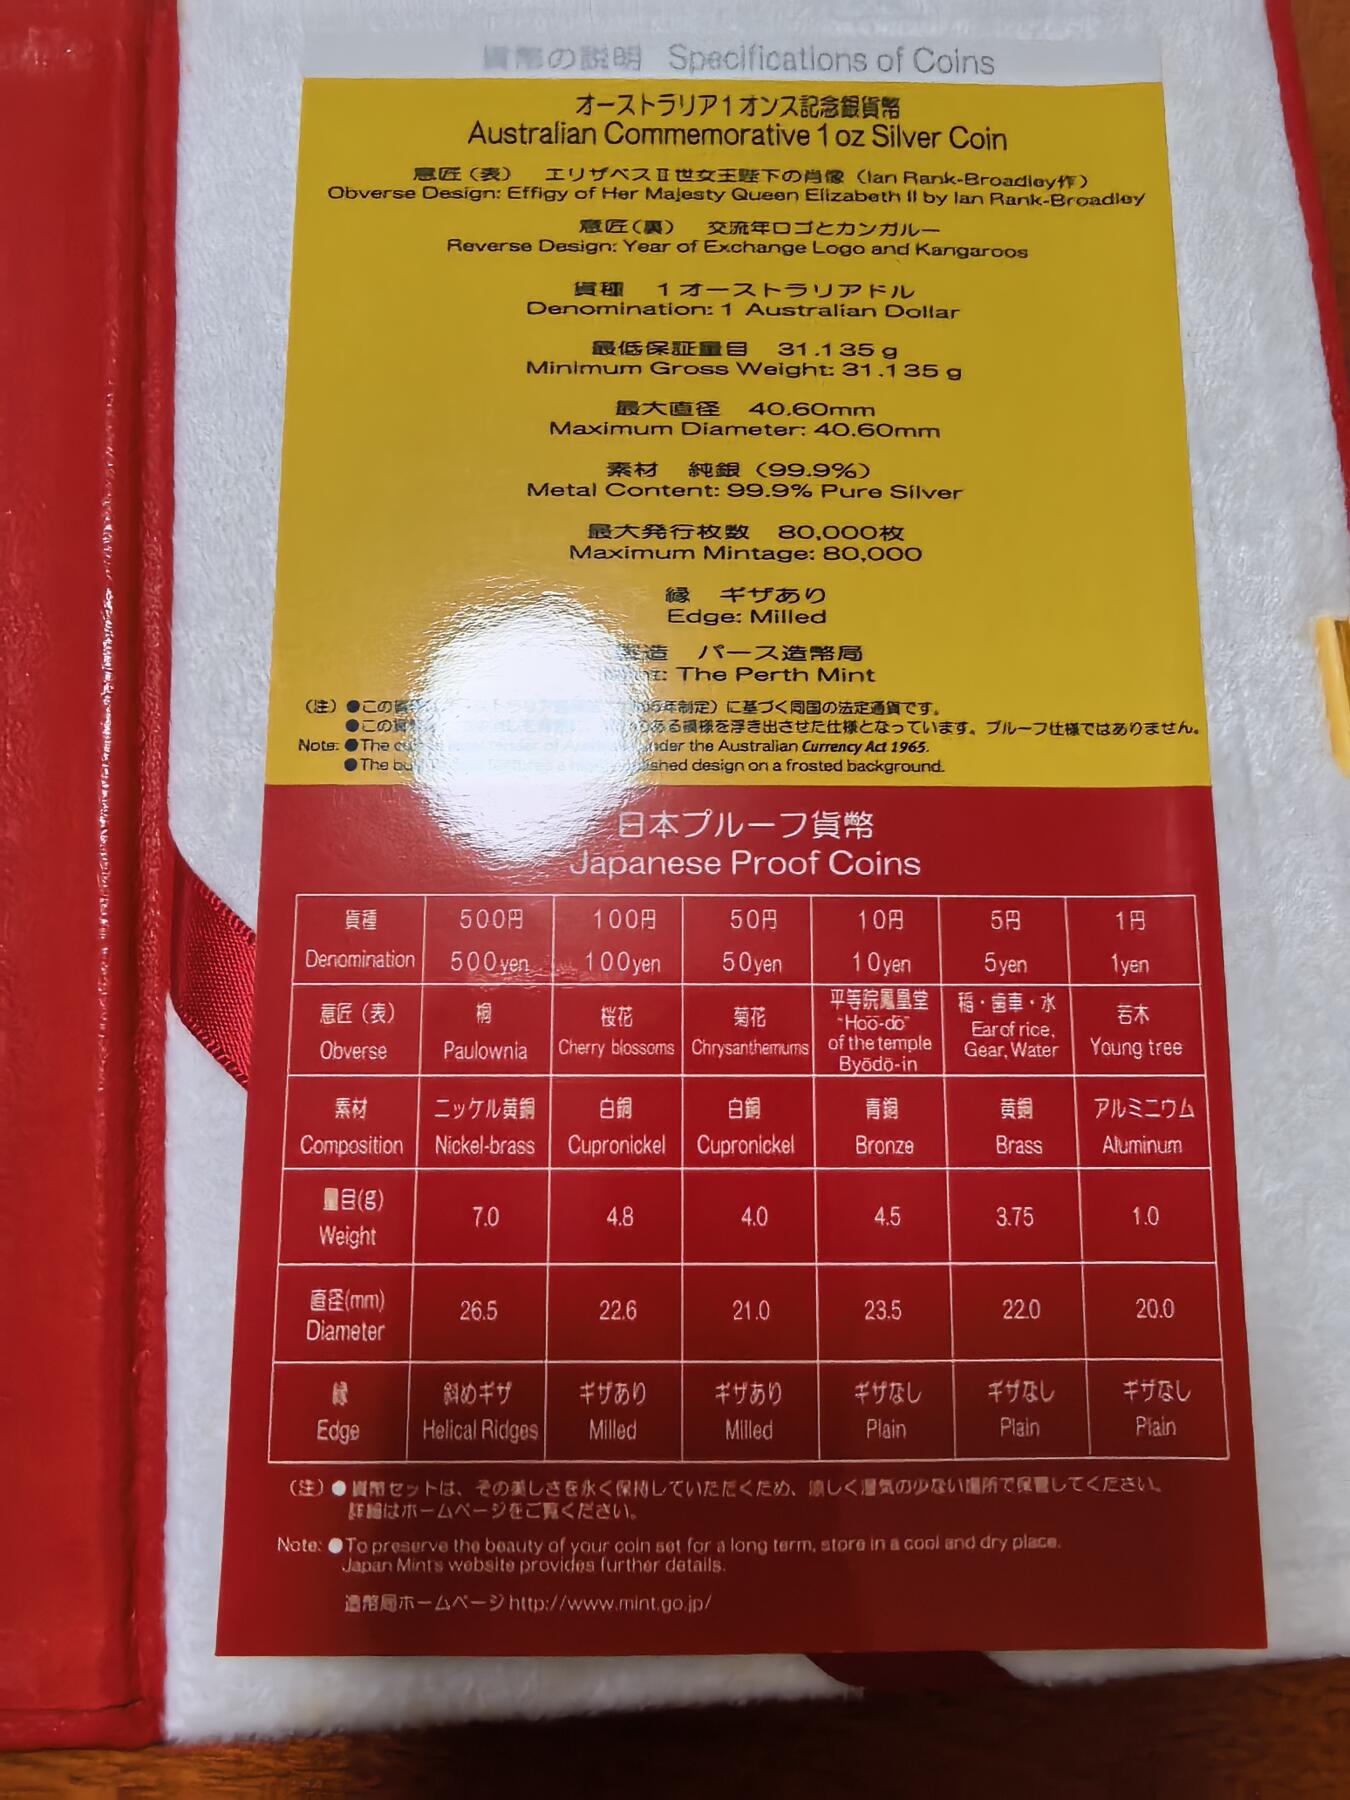 貨幣の説明 Specifications of Coins
オーストラリア1オンス記念銀貨幣
Australian Commemorative 1 oz Silver Coin
意匠（表） エリザベスⅡ世女王陛下の肖像（Ian Rank-Broadley作）
Obverse Design: Effigy of Her Majesty Queen Elizabeth II by Ian Rank-Broadley
意匠（裏） 交流年ロゴとカンガルー
Reverse Design: Year of Exchange Logo and Kangaroos
貨種 1オーストラリアドル
Denomination: 1 Australian Dollar
最低保証量目 31.135g
Minimum Gross Weight: 31.135g
最大直径 40.60mm
Maximum Diameter: 40.60mm
素材 純銀（99.9%）
Metal Content: 99.9% Pure Silver
最大発行枚数 80,000枚
Maximum Mintage: 80,000
縁 ギザあり
Edge: Milled
造 パース造幣局
The Perth Mint
（注）●この 年制定）に基づく同国の法定通貨です。
●この貨幣 ある模様を浮き出させた仕様となっています。プルーフ仕様ではありません。
Note: ●The under the Australian Currency Act 1965.
●The design on a frosted background.
日本プルーフ貨幣
Japanese Proof Coins
貨種 500円 100円 50円 10円 5円 1円
Denomination 500yen 100yen 50yen 10yen 5yen 1yen
意匠（表） 桐 桜花 菊花 平等院鳳凰堂 稲・歯車・水 若木
Obverse Paulownia Cherry blossoms Chrysanthemums "Hoō-dō" of the temple Byōdō-in Ear of rice, Gear, Water Young tree
素材 ニッケル黄銅 白銅 白銅 青銅 黄銅 アルミニウム
Composition Nickel-brass Cupronickel Cupronickel Bronze Brass Aluminum
量目(g) 7.0 4.8 4.0 4.5 3.75 1.0
Weight
直径(mm) 26.5 22.6 21.0 23.5 22.0 20.0
Diameter
縁 斜めギザ ギザあり ギザあり ギザなし ギザなし ギザなし
Edge Helical Ridges Milled Milled Plain Plain Plain
（注）●貨幣セットは、その美しさを永く保持していただくため、涼しく湿気の少ない場所で保管してください。
詳細はホームページをご覧ください。
Note: ●To preserve the beauty of your coin set for a long term, store in a cool and dry place.
Japan Mint's website provides further details.
造幣局ホームページ http://www.mint.go.jp/